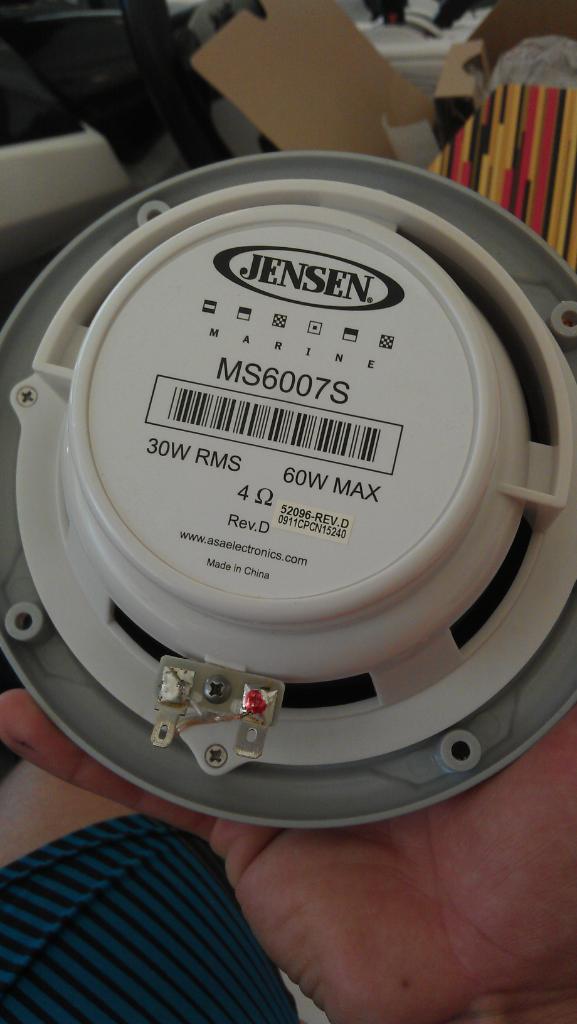 JENSEN®
MARINE
MS6007S
30W RMS 60W MAX
4 Ω
52096-REV.D
0911CPCN15240
Rev.D
www.asaelectronics.com
Made in China